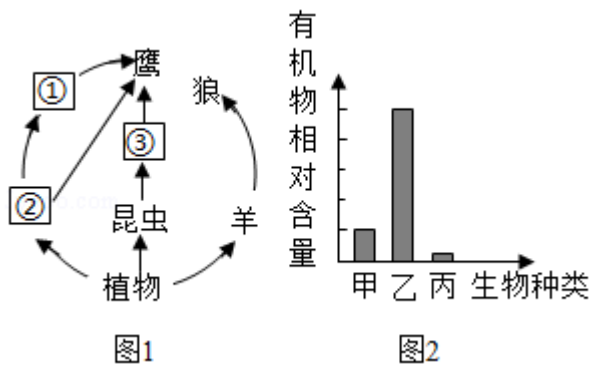 鹰
①
狼
③
②
昆虫
羊
植物
图1
有机物相对含量
甲 乙 丙 生物种类
图2